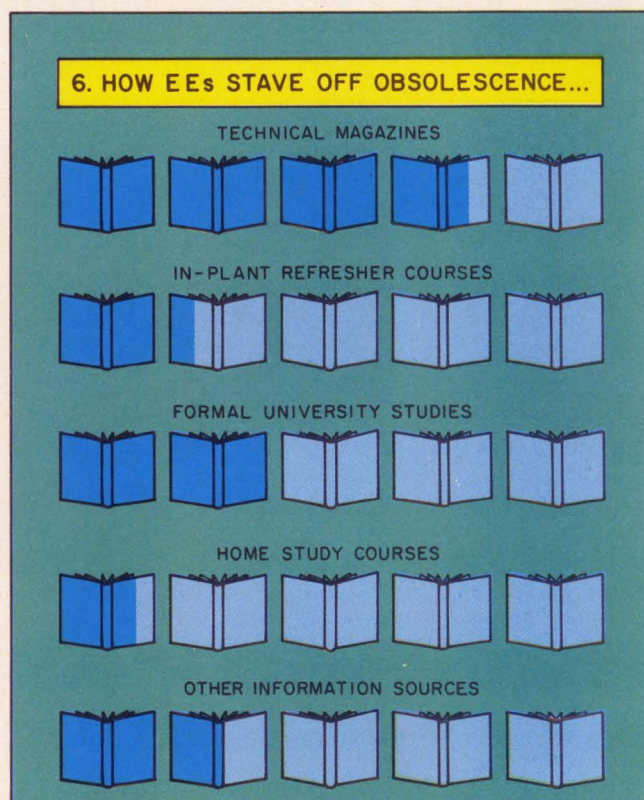 6. HOW EEs STAVE OFF OBSOLESCENCE...
TECHNICAL MAGAZINES
IN-PLANT REFRESHER COURSES
FORMAL UNIVERSITY STUDIES
HOME STUDY COURSES
OTHER INFORMATION SOURCES